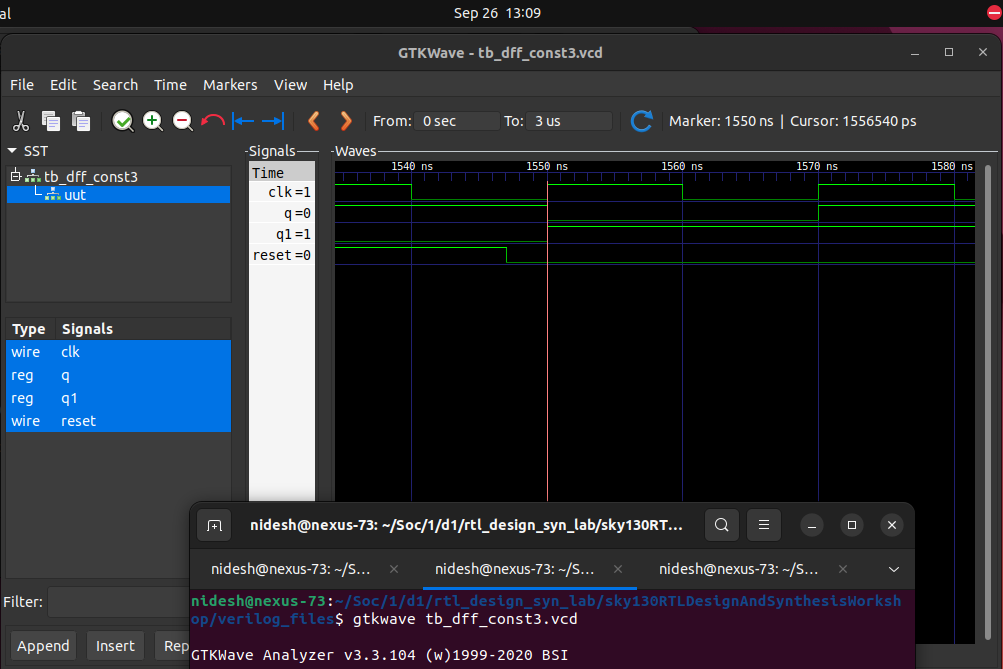 al
Sep 26 13:09
GTKWave - tb_dff_const3.vcd
File Edit Search Time Markers View Help
From: 0 sec To: 3 us Marker: 1550 ns | Cursor: 1556540 ps
SST
tb_dff_const3
uut
Type Signals
wire clk
reg q
reg q1
wire reset
Filter:
Append Insert Rep
Signals
Time
clk =1
q =0
q1 =1
reset =0
Waves
1540 ns 1550 ns 1560 ns 1570 ns 1580 ns
nidesh@nexus-73: ~/Soc/1/d1/rtl_design_syn_lab/sky130RT...
nidesh@nexus-73: ~/S... nidesh@nexus-73: ~/S... nidesh@nexus-73: ~/S...
nidesh@nexus-73:~/Soc/1/d1/rtl_design_syn_lab/sky130RTLDesignAndSynthesisWorksh
op/verilog_files$ gtkwave tb_dff_const3.vcd
GTKWave Analyzer v3.3.104 (w)1999-2020 BSI